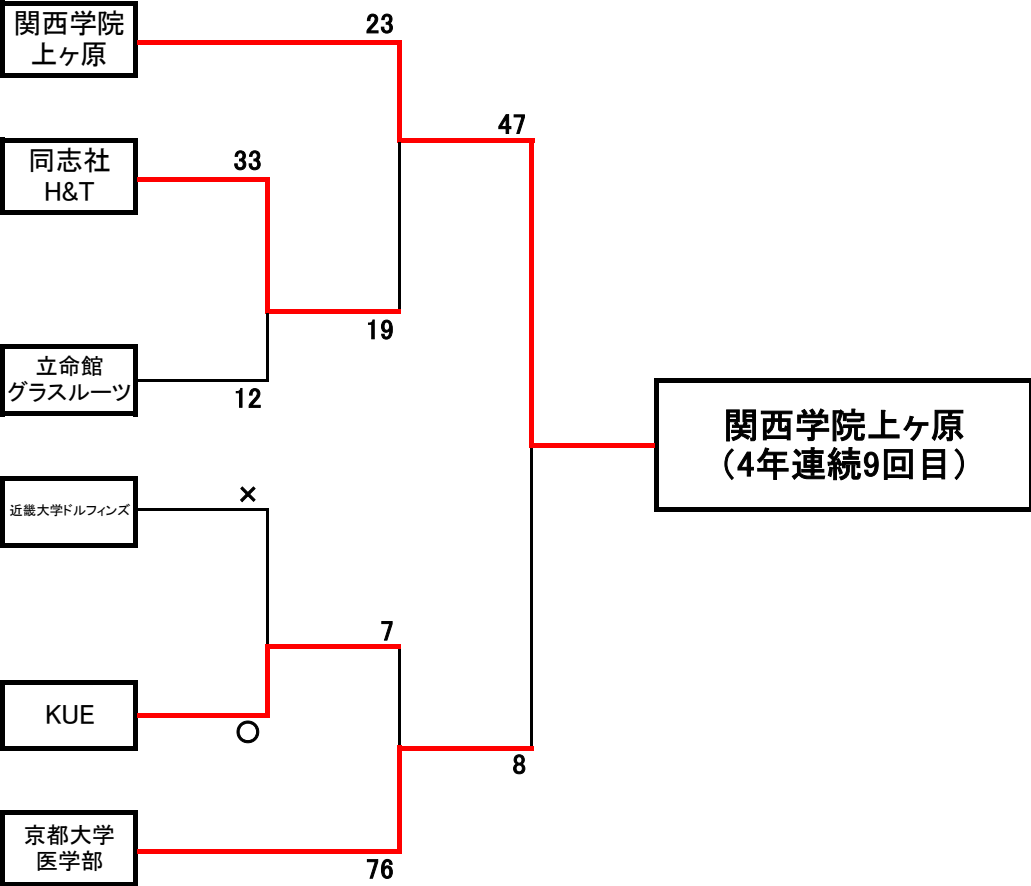 関西学院
上ヶ原
23
47
同志社
H&T
33
19
立命館
グラスルーツ
12
関西学院上ヶ原
（4年連続9回目）
近畿大学ドルフィンズ
×
7
KUE
○
8
京都大学
医学部
76